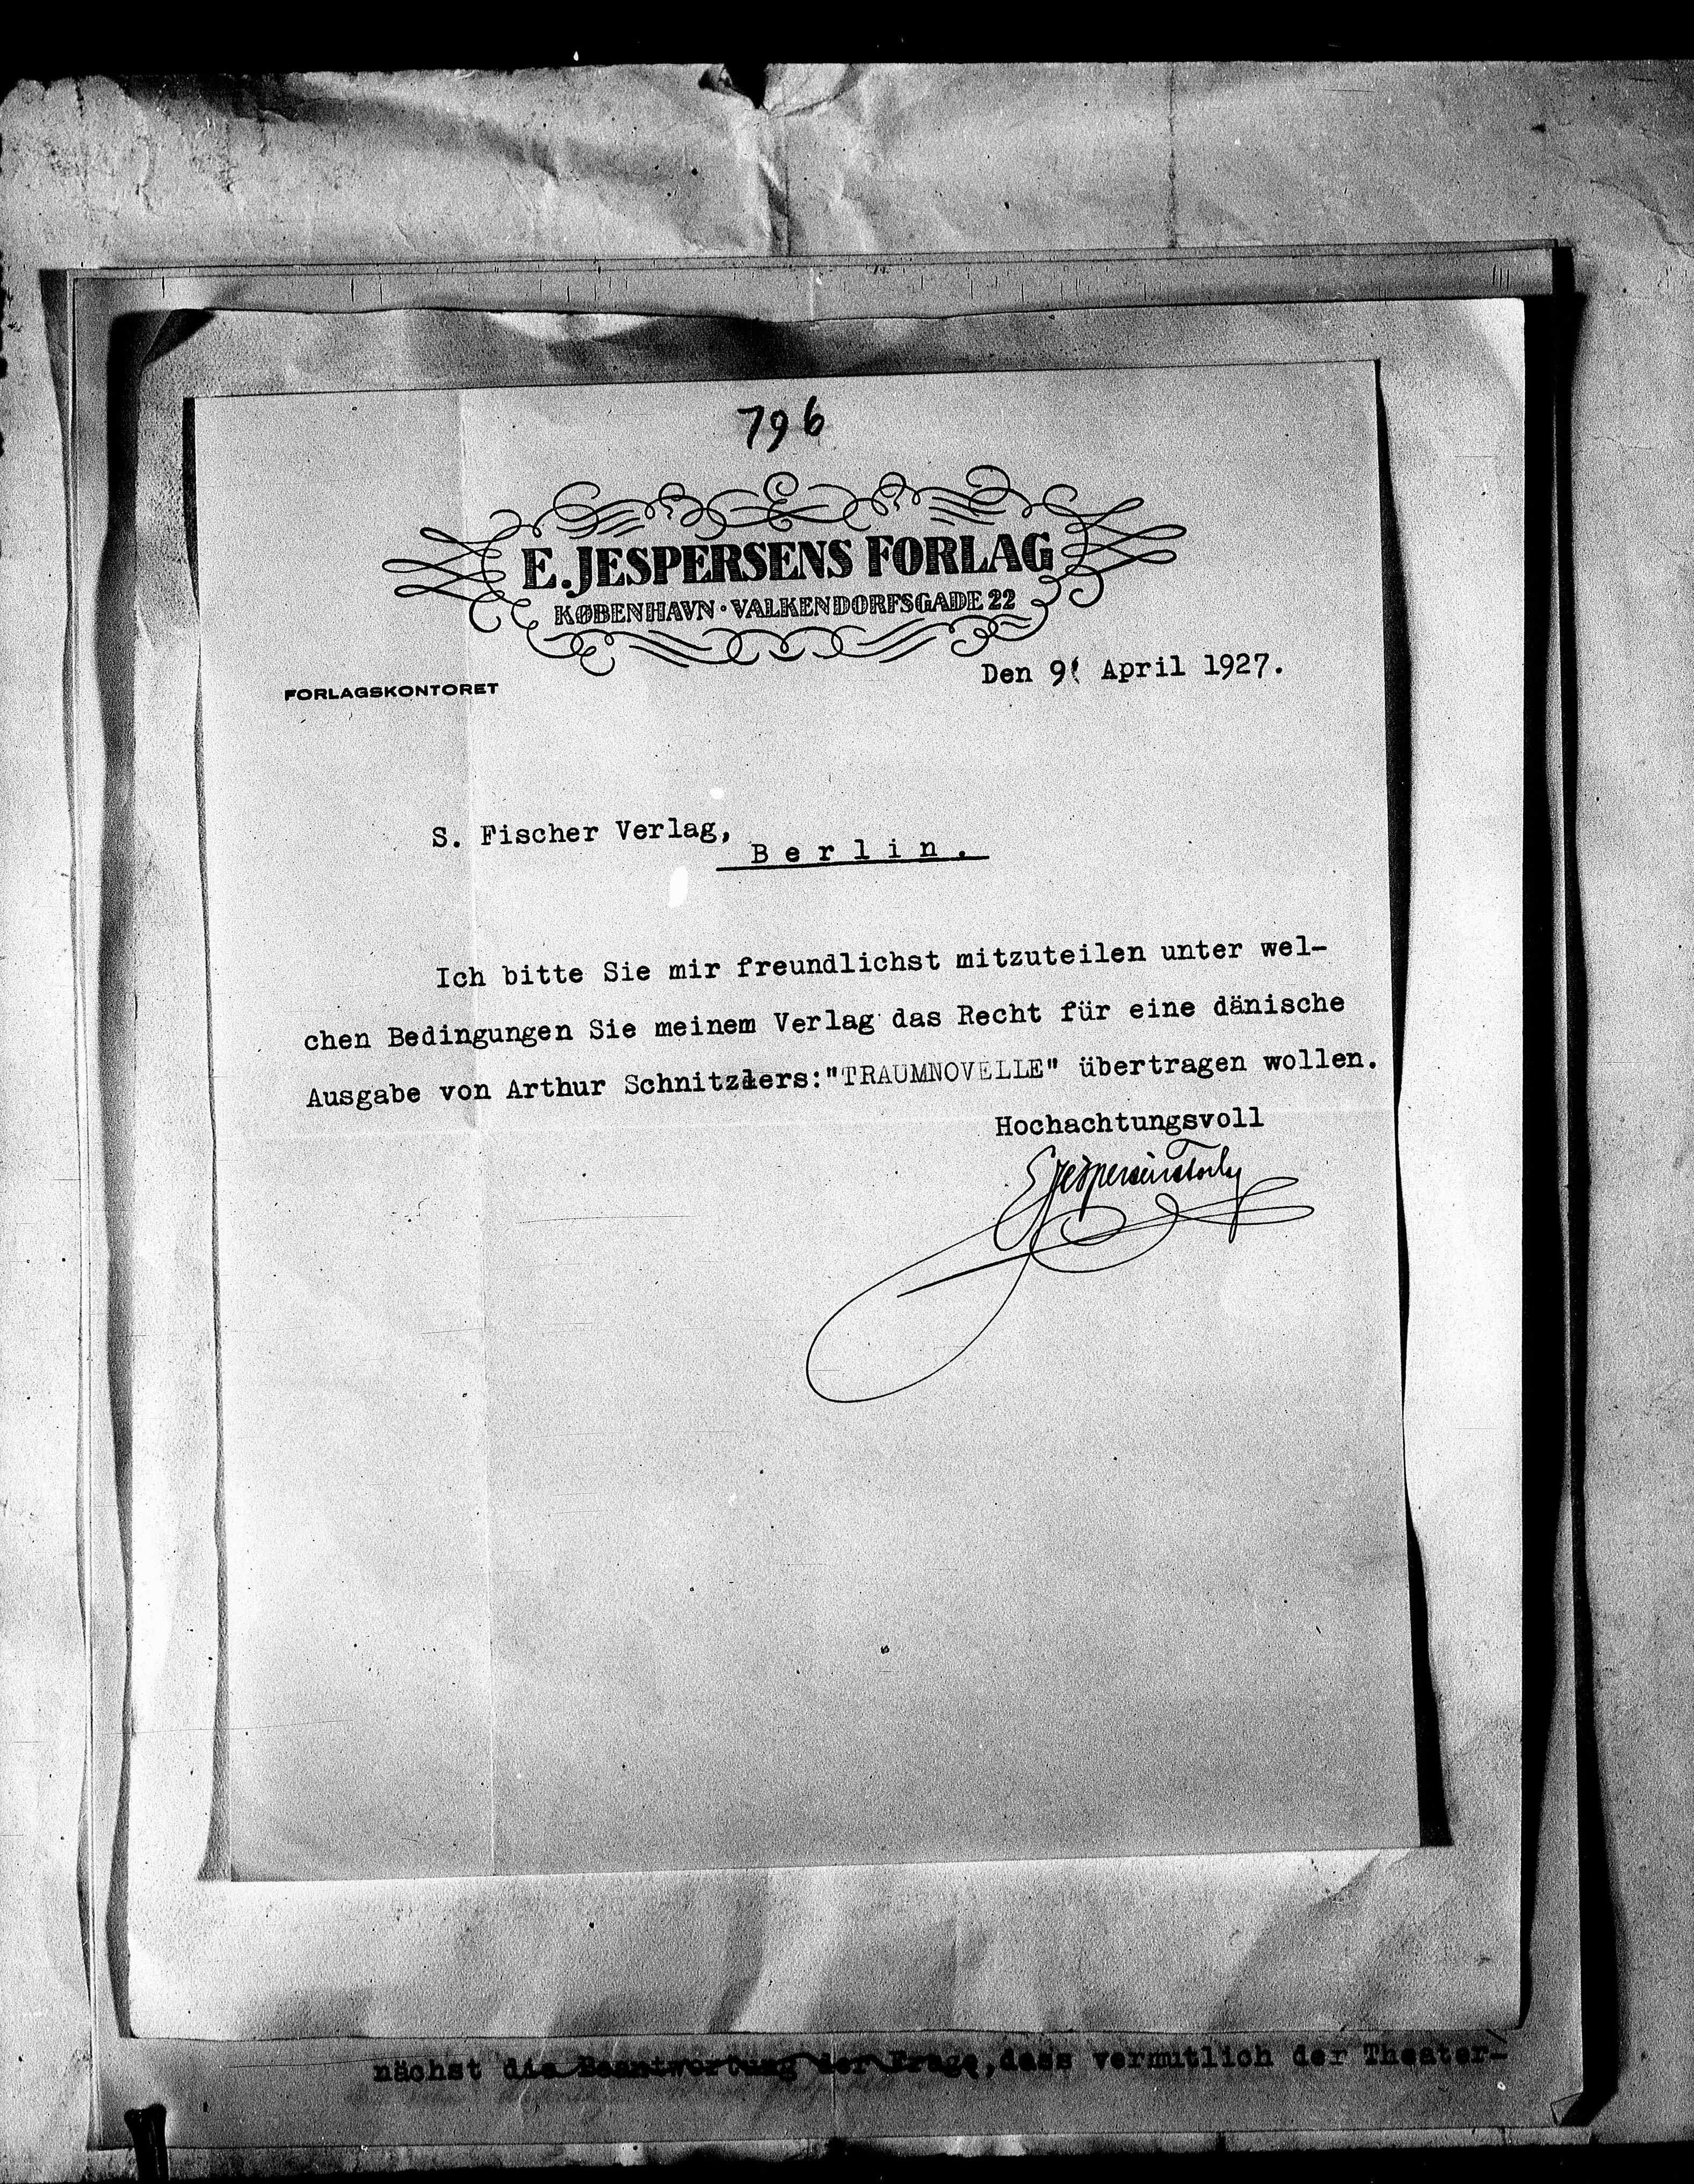 796
E. JESPERSENS FORLAG
KØBENHAVN · VALKENDORFSGADE 22
Den 9! April 1927.
FORLAGSKONTORET
S. Fischer Verlag,
Berlin.
Ich bitte Sie mir freundlichst mitzuteilen unter wel-
chen Bedingungen Sie meinem Verlag das Recht für eine dänische
Ausgabe von Arthur Schnitzlers:"TRAUMNOVELLE" übertragen wollen.
Hochachtungsvoll
E Jespersens Forlag
nächst die Beantwortung der Frage, dass vermutlich der Theater-